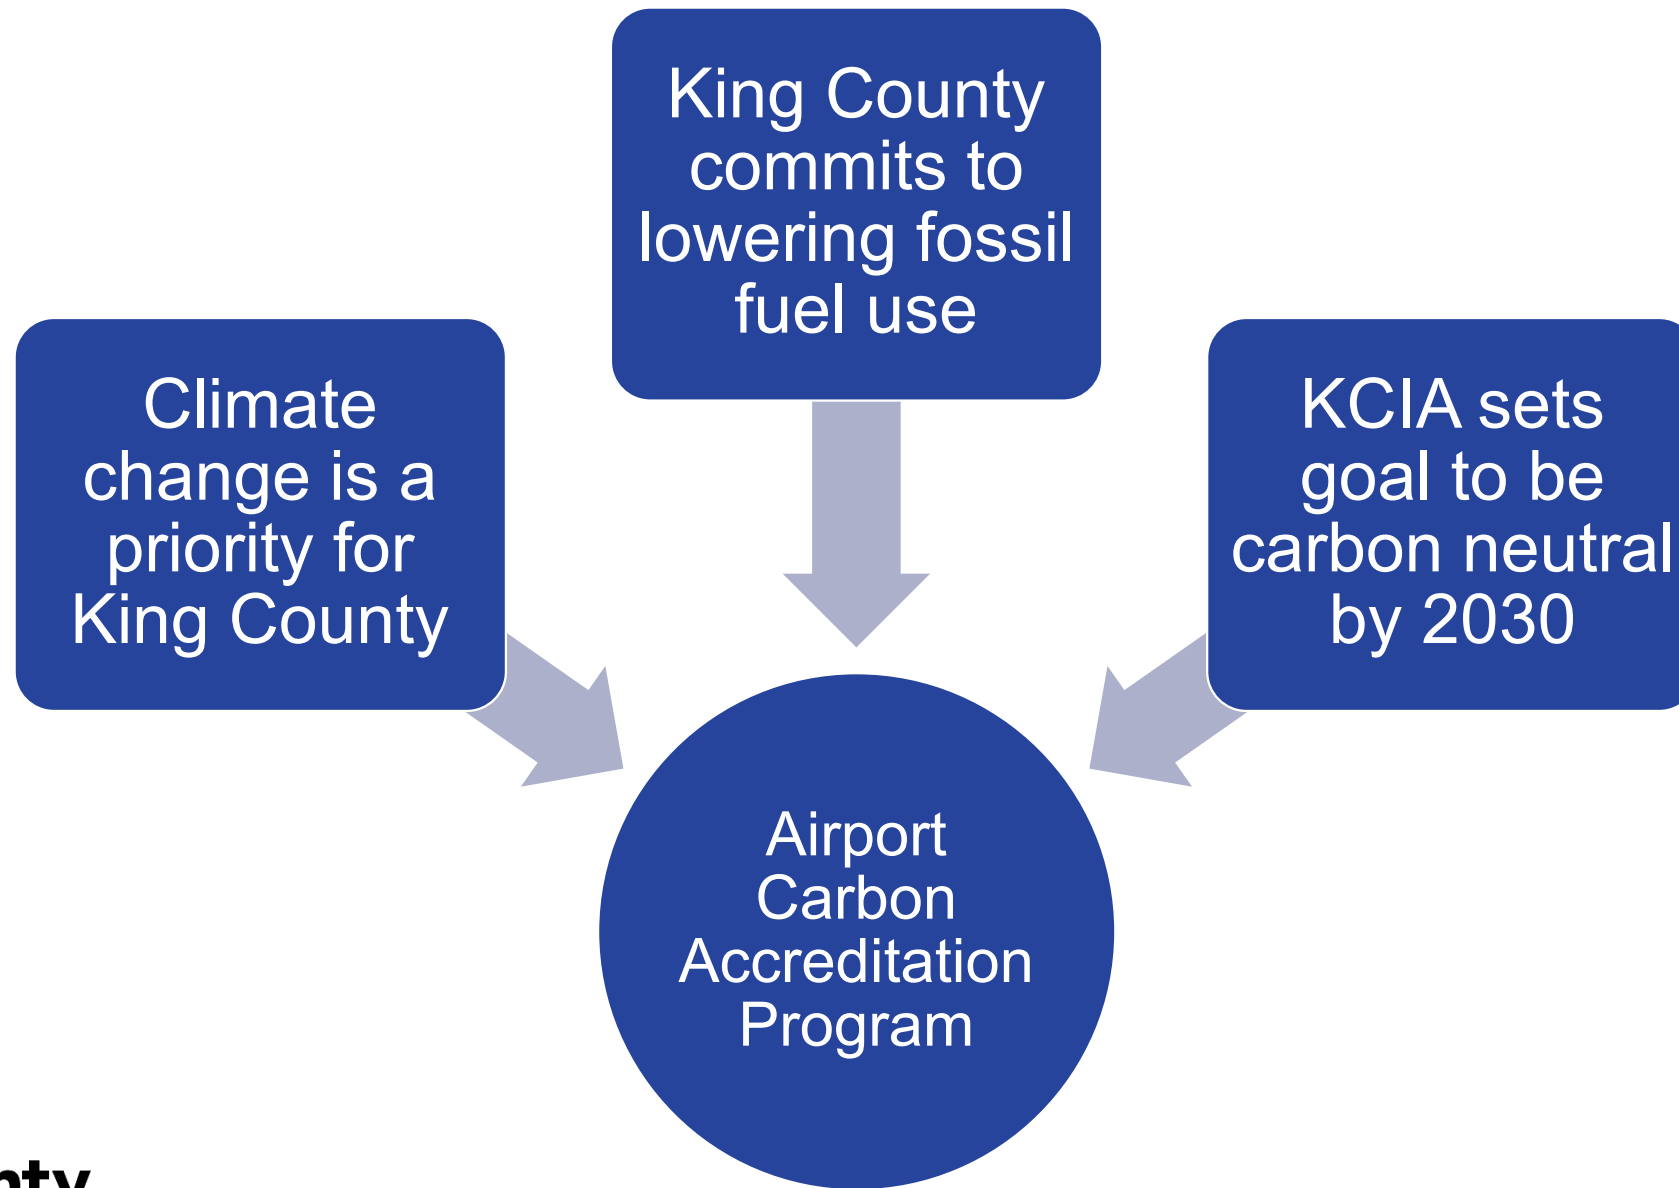 King County
commits to
lowering fossil
fuel use
Climate
change is a
priority for
King County
KCIA sets
goal to be
carbon neutral
by 2030
Airport
Carbon
Accreditation
Program